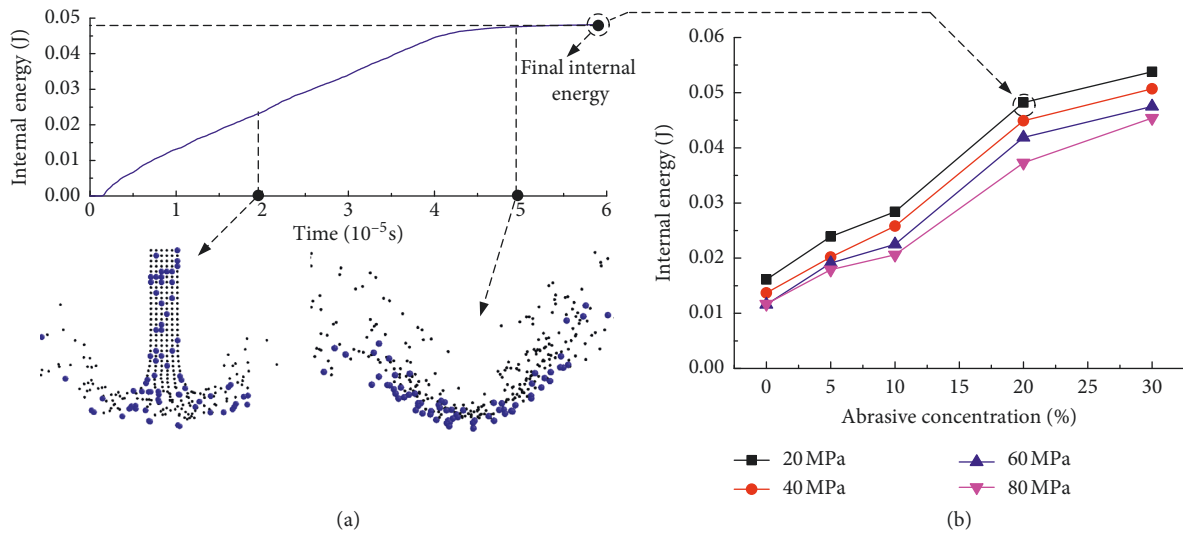 0.05
0.04
0.03
0.02
0.01
0.00
Internal energy (J)
0 1 2 3 4 5 6
Time (10⁻⁵s)
Final internal
energy
(a)
0.06
0.05
0.04
0.03
0.02
0.01
0.00
Internal energy (J)
0 5 10 20 30
Abrasive concentration (%)
20 MPa
40 MPa
60 MPa
80 MPa
(b)